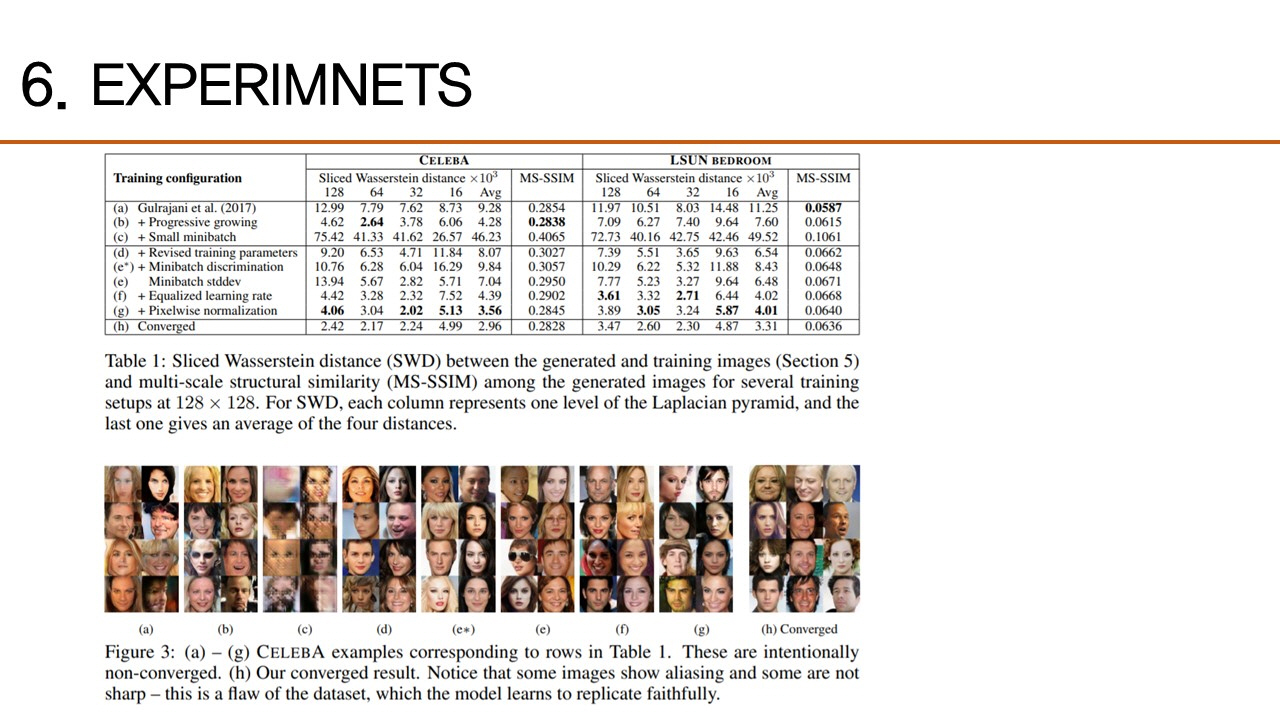 6. EXPERIMNETS
CELEBA LSUN BEDROOM
Training configuration Sliced Wasserstein distance ×10³ MS-SSIM Sliced Wasserstein distance ×10³ MS-SSIM
128 64 32 16 Avg 128 64 32 16 Avg
(a) Gulrajani et al. (2017) 12.99 7.79 7.62 8.73 9.28 0.2854 11.97 10.51 8.03 14.48 11.25 0.0587
(b) + Progressive growing 4.62 2.64 3.78 6.06 4.28 0.2838 7.09 6.27 7.40 9.64 7.60 0.0615
(c) + Small minibatch 75.42 41.33 41.62 26.57 46.23 0.4065 72.73 40.16 42.75 42.46 49.52 0.1061
(d) + Revised training parameters 9.20 6.53 4.71 11.84 8.07 0.3027 7.39 5.51 3.65 9.63 6.54 0.0662
(e*) + Minibatch discrimination 10.76 6.28 6.04 16.29 9.84 0.3057 10.29 6.22 5.32 11.88 8.43 0.0648
(e) Minibatch stddev 13.94 5.67 2.82 5.71 7.04 0.2950 7.77 5.23 3.27 9.64 6.48 0.0671
(f) + Equalized learning rate 4.42 3.28 2.32 7.52 4.39 0.2902 3.61 3.32 2.71 6.44 4.02 0.0668
(g) + Pixelwise normalization 4.06 3.04 2.02 5.13 3.56 0.2845 3.89 3.05 3.24 5.87 4.01 0.0640
(h) Converged 2.42 2.17 2.24 4.99 2.96 0.2828 3.47 2.60 2.30 4.87 3.31 0.0636
Table 1: Sliced Wasserstein distance (SWD) between the generated and training images (Section 5)
and multi-scale structural similarity (MS-SSIM) among the generated images for several training
setups at 128 × 128. For SWD, each column represents one level of the Laplacian pyramid, and the
last one gives an average of the four distances.
(a) (b) (c) (d) (e∗) (e) (f) (g) (h) Converged
Figure 3: (a) – (g) CELEBA examples corresponding to rows in Table 1. These are intentionally
non-converged. (h) Our converged result. Notice that some images show aliasing and some are not
sharp – this is a flaw of the dataset, which the model learns to replicate faithfully.